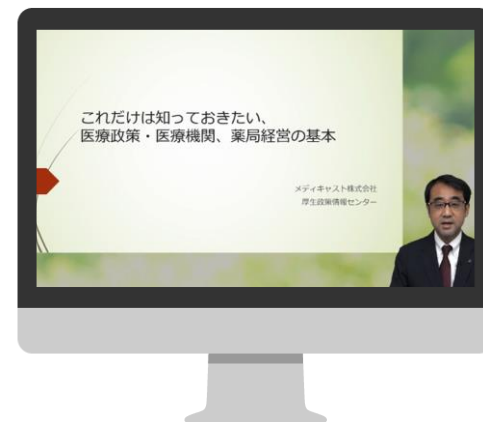 これだけは知っておきたい、
医療政策・医療機関、薬局経営の基本
メディキャスト株式会社
厚生政策情報センター